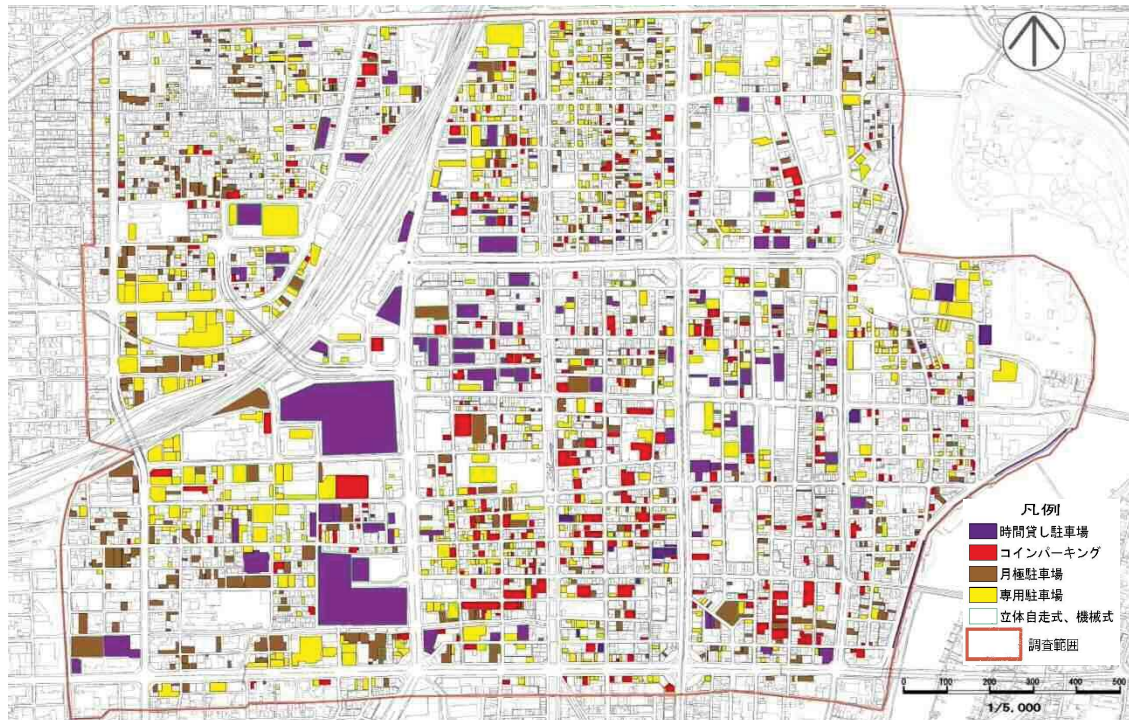 凡例
時間貸し駐車場
コインパーキング
月極駐車場
専用駐車場
立体自走式、機械式
調査範囲
0 100 200 300 400 500
1/5,000